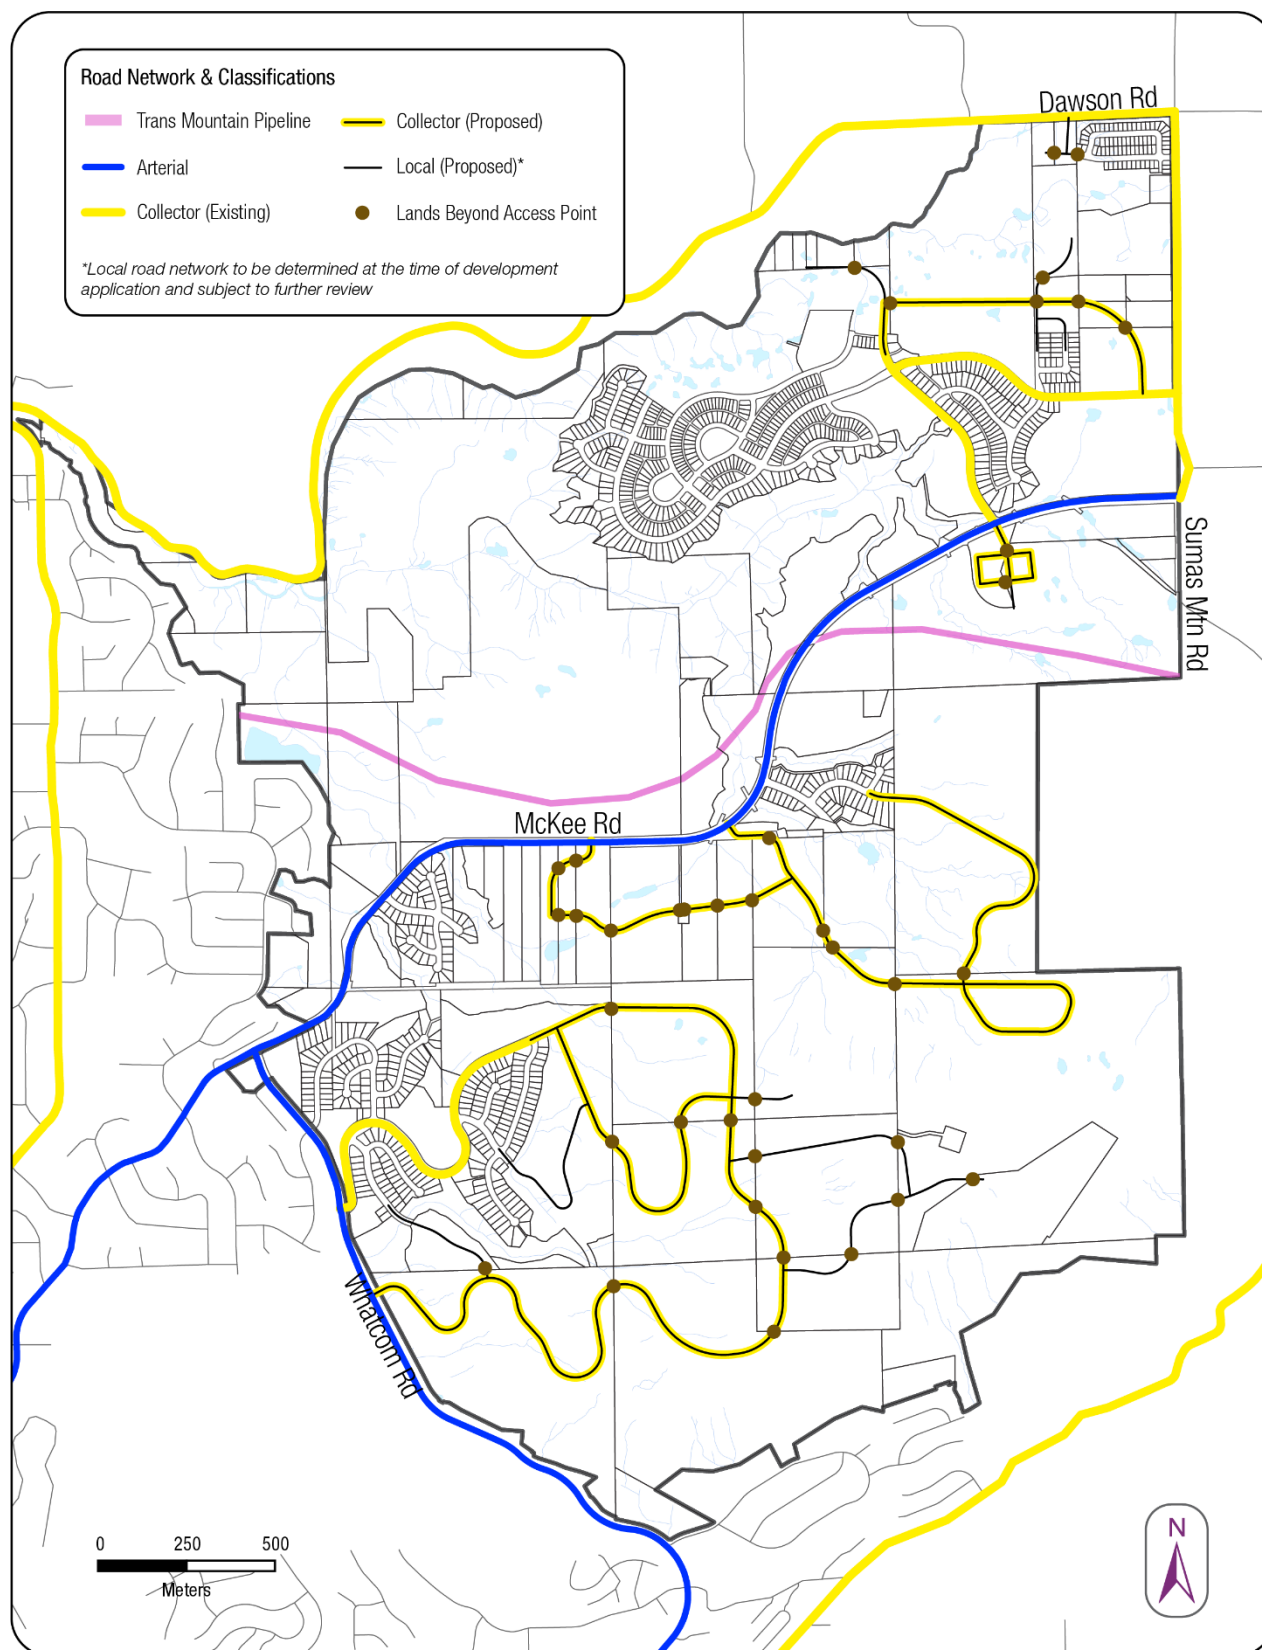 Road Network & Classifications
Trans Mountain Pipeline
Collector (Proposed)
Arterial
Local (Proposed)*
Collector (Existing)
Lands Beyond Access Point
*Local road network to be determined at the time of development
application and subject to further review
Dawson Rd
Sumas Mtn Rd
McKee Rd
Whatcom Rd
0 250 500
Meters
N